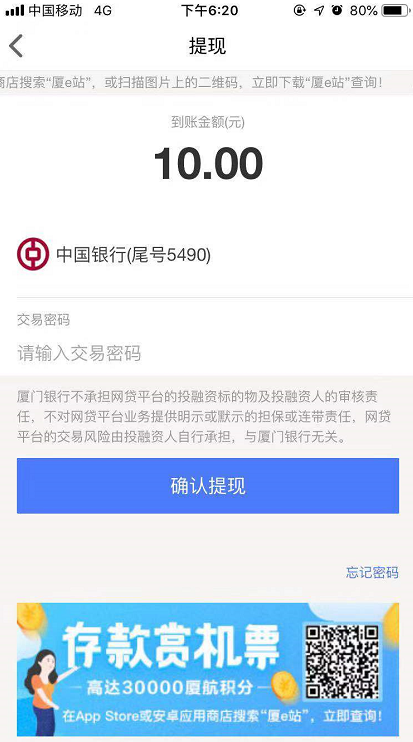 中国移动 4G 下午6:20 80%
提现
商店搜索“厦e站”，或扫描图片上的二维码，立即下载“厦e站”查询！
到账金额(元)
10.00
中国银行(尾号5490)
交易密码
请输入交易密码
厦门银行不承担网贷平台的投融资标的物及投融资人的审核责
任，不对网贷平台业务提供明示或默示的担保或连带责任，网贷
平台的交易风险由投融资人自行承担，与厦门银行无关。
确认提现
忘记密码
存款赏机票
高达30000厦航积分
在App Store或安卓应用商店搜索“厦e站”，立即查询！